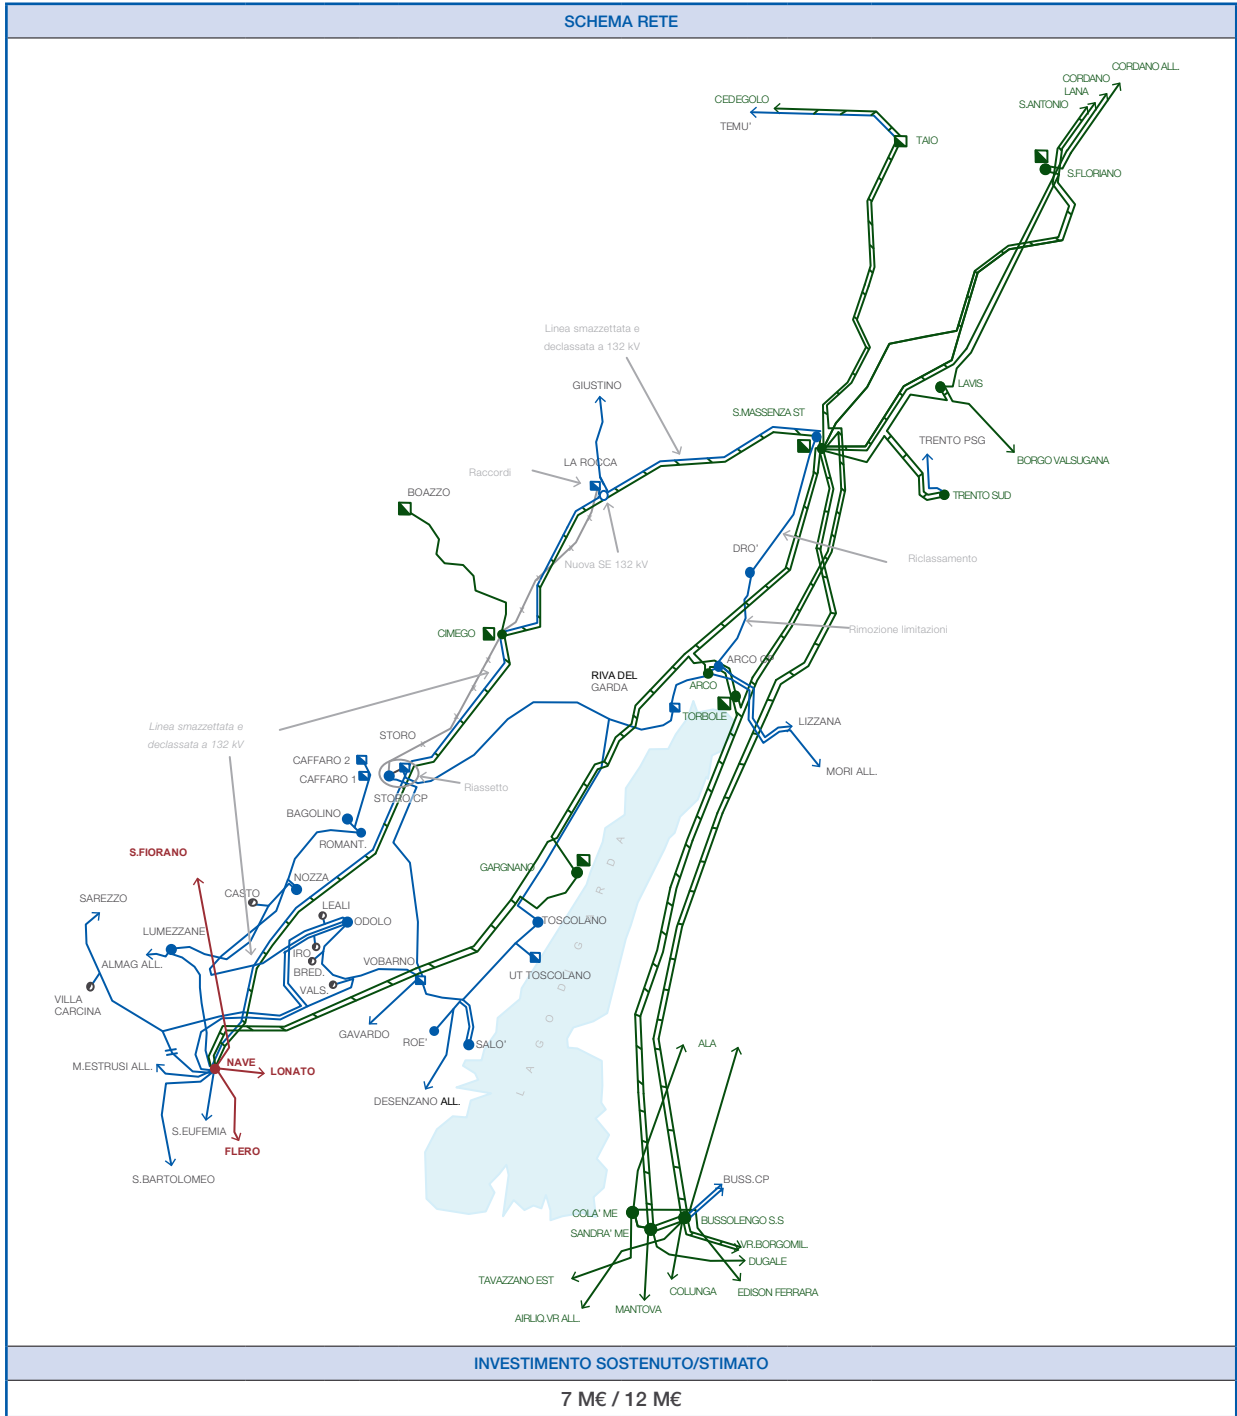 SCHEMA RETE
CORDANO ALL.
CORDANO
LANA
S.ANTONIO
CEDEGOLO
TEMU'
TAIO
S.FLORIANO
Linea smazzettata e
declassata a 132 kV
GIUSTINO
LAVIS
S.MASSENZA ST
TRENTO PSG
BORGO VALSUGANA
LA ROCCA
Raccordi
BOAZZO
TRENTO SUD
DRO'
Riclassamento
Nuova SE 132 kV
CIMEGO
Rimozione limitazioni
ARCO CP
RIVA DEL
GARDA
ARCO
TORBOLE
LIZZANA
Linea smazzettata e
declassata a 132 kV
STORO
CAFFARO 2
CAFFARO 1
MORI ALL.
STORO CP
Riassetto
BAGOLINO
ROMANT.
S.FIORANO
GARGNANO
NOZZA
CASTO
SAREZZO
LEALI
ODOLO
TOSCOLANO
LUMEZZANE
IRO
BRED.
VOBARNO
ALMAG ALL.
UT TOSCOLANO
VALS.
VILLA
CARCINA
GAVARDO
ROE'
SALO'
LAGO DI GARDA
ALA
NAVE
M.ESTRUSI ALL.
LONATO
DESENZANO ALL.
S.EUFEMIA
FLERO
S.BARTOLOMEO
BUSS.CP
COLA' ME
BUSSOLENGO S.S
SANDRA' ME
VR.BORGOMIL.
DUGALE
TAVAZZANO EST
COLUNGA
EDISON FERRARA
MANTOVA
AIRLIQ.VR ALL.
INVESTIMENTO SOSTENUTO/STIMATO
7 M€ / 12 M€